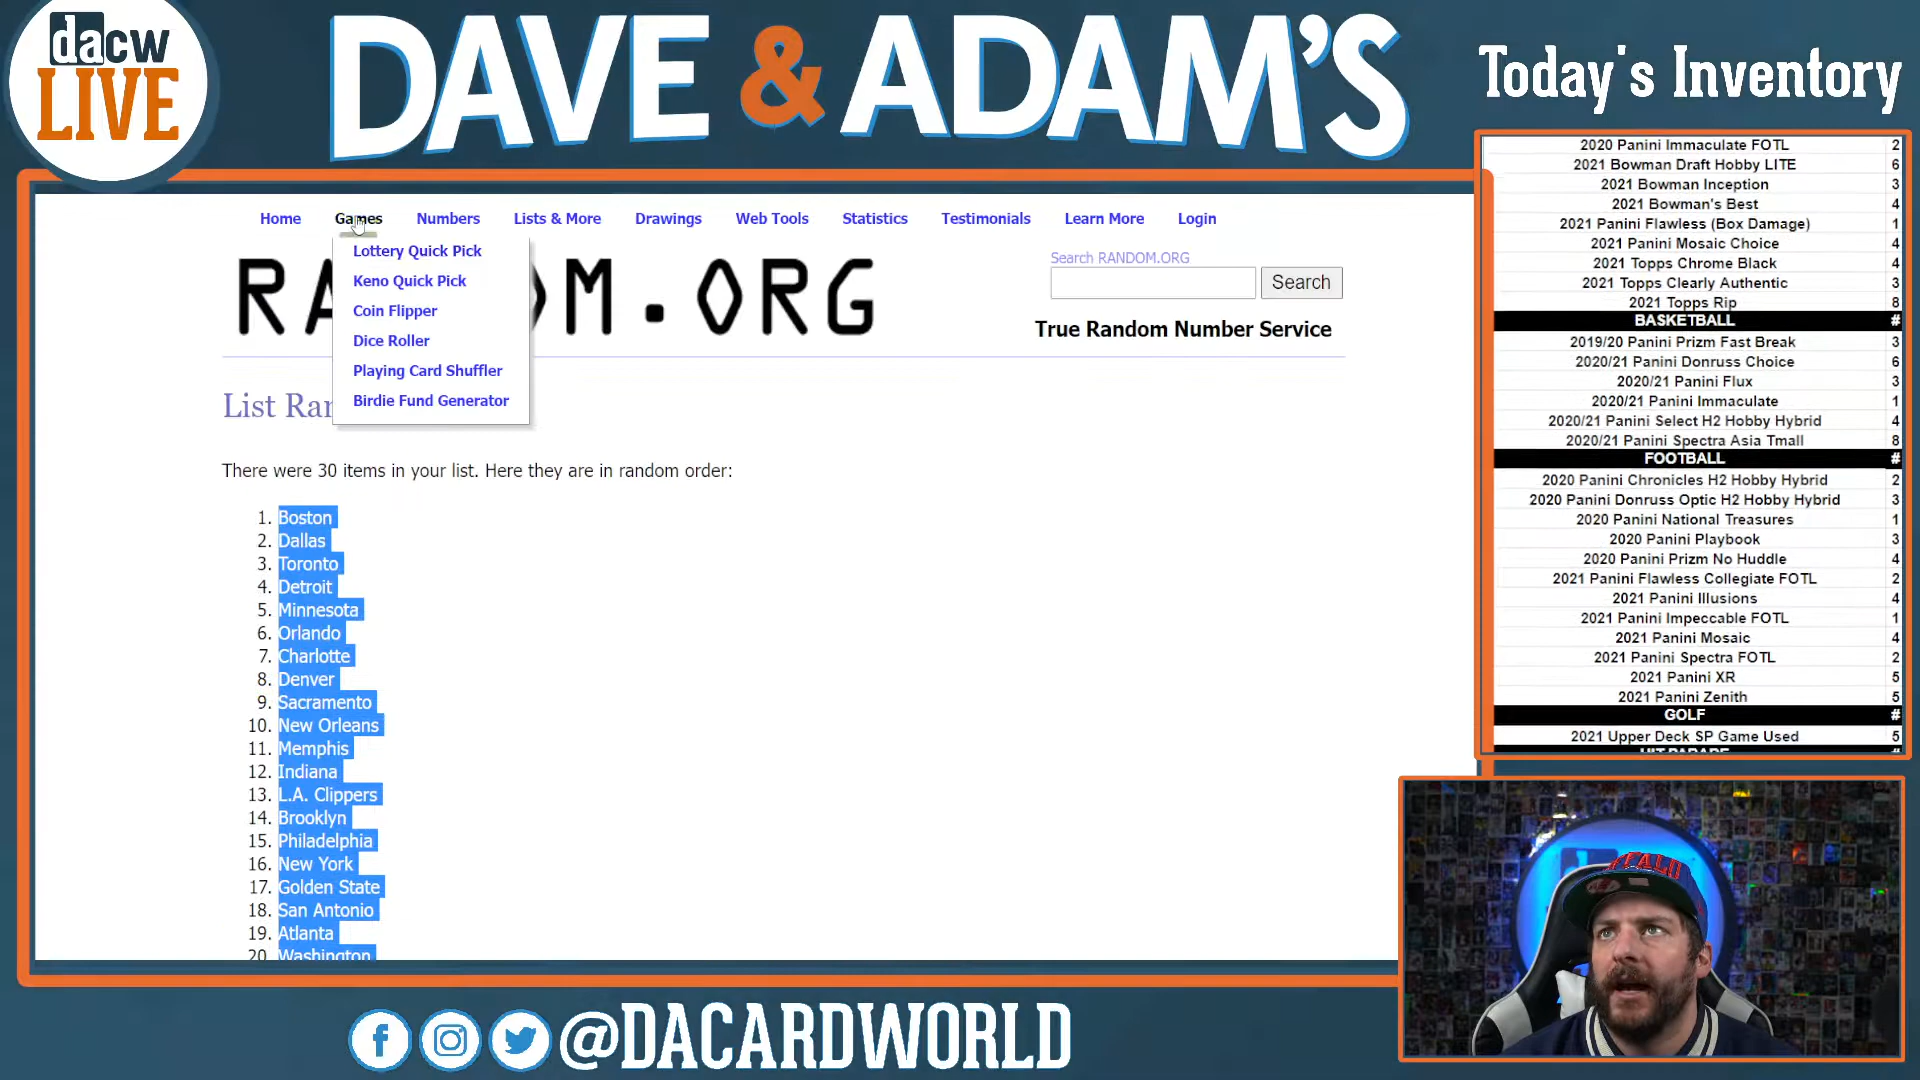 dacw
LIVE
DAVE & ADAM'S
Today's Inventory
Home Games Numbers Lists & More Drawings Web Tools Statistics Testimonials Learn More Login
Lottery Quick Pick
Keno Quick Pick
Coin Flipper
Dice Roller
Playing Card Shuffler
Birdie Fund Generator
Search RANDOM.ORG
Search
True Random Number Service
List Ran
There were 30 items in your list. Here they are in random order:
1. Boston
2. Dallas
3. Toronto
4. Detroit
5. Minnesota
6. Orlando
7. Charlotte
8. Denver
9. Sacramento
10. New Orleans
11. Memphis
12. Indiana
13. L.A. Clippers
14. Brooklyn
15. Philadelphia
16. New York
17. Golden State
18. San Antonio
19. Atlanta
20. Washington
2020 Panini Immaculate FOTL 2
2021 Bowman Draft Hobby LITE 6
2021 Bowman Inception 3
2021 Bowman's Best 4
2021 Panini Flawless (Box Damage) 1
2021 Panini Mosaic Choice 4
2021 Topps Chrome Black 4
2021 Topps Clearly Authentic 3
2021 Topps Rip 8
BASKETBALL #
2019/20 Panini Prizm Fast Break 3
2020/21 Panini Donruss Choice 6
2020/21 Panini Flux 3
2020/21 Panini Immaculate 1
2020/21 Panini Select H2 Hobby Hybrid 4
2020/21 Panini Spectra Asia Tmall 8
FOOTBALL #
2020 Panini Chronicles H2 Hobby Hybrid 2
2020 Panini Donruss Optic H2 Hobby Hybrid 3
2020 Panini National Treasures 1
2020 Panini Playbook 3
2020 Panini Prizm No Huddle 4
2021 Panini Flawless Collegiate FOTL 2
2021 Panini Illusions 4
2021 Panini Impeccable FOTL 1
2021 Panini Mosaic 4
2021 Panini Spectra FOTL 2
2021 Panini XR 5
2021 Panini Zenith 5
GOLF #
2021 Upper Deck SP Game Used 5
HIT PARADE #
@DACARDWORLD